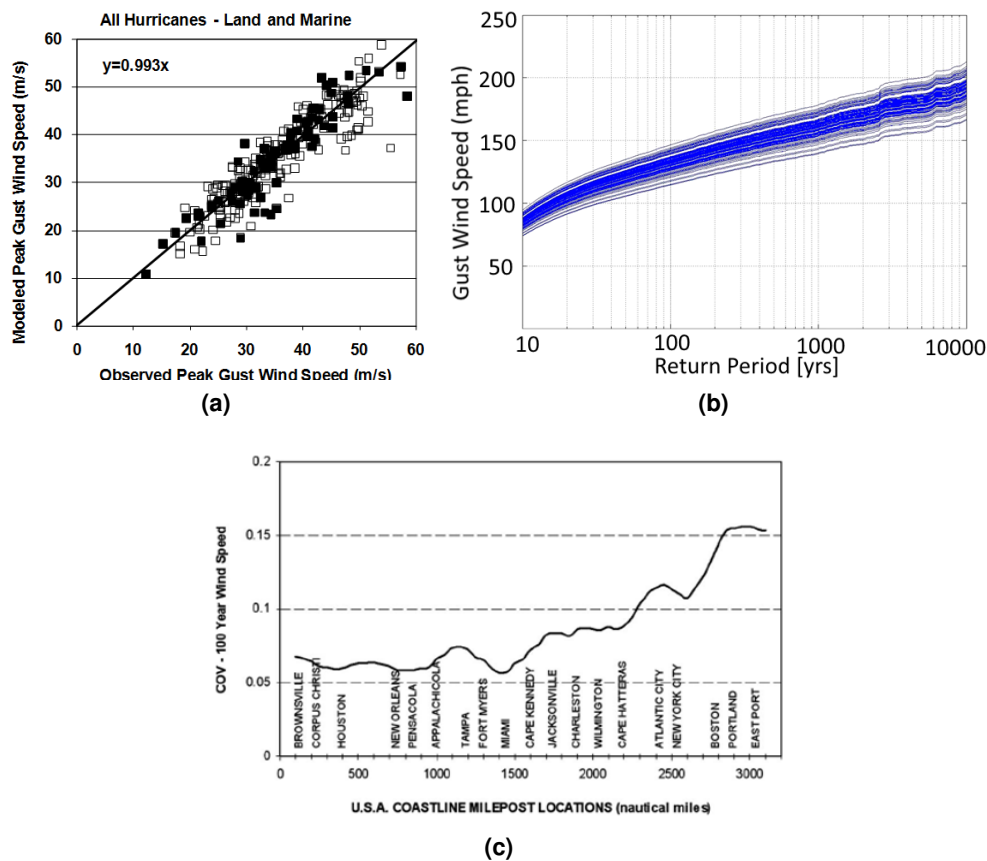 All Hurricanes - Land and Marine
60
50
40
30
20
10
0
y=0.993x
Modeled Peak Gust Wind Speed (m/s)
0 10 20 30 40 50 60
Observed Peak Gust Wind Speed (m/s)
(a)
250
200
150
100
50
Gust Wind Speed (mph)
10 100 1000 10000
Return Period [yrs]
(b)
0.2
0.15
0.1
0.05
0
COV - 100 Year Wind Speed
BROWNSVILLE
CORPUS CHRISTI
HOUSTON
NEW ORLEANS
PENSACOLA
APPALACHICOLA
TAMPA
FORT MYERS
MIAMI
CAPE KENNEDY
JACKSONVILLE
CHARLESTON
WILMINGTON
CAPE HATTERAS
ATLANTIC CITY
NEW YORK CITY
BOSTON
PORTLAND
EAST PORT
0 500 1000 1500 2000 2500 3000
U.S.A. COASTLINE MILEPOST LOCATIONS (nautical miles)
(c)